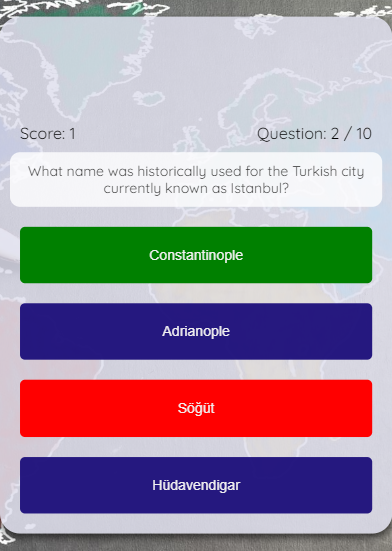 Score: 1
Question: 2 / 10
What name was historically used for the Turkish city
currently known as Istanbul?
Constantinople
Adrianople
Söğüt
Hüdavendigar